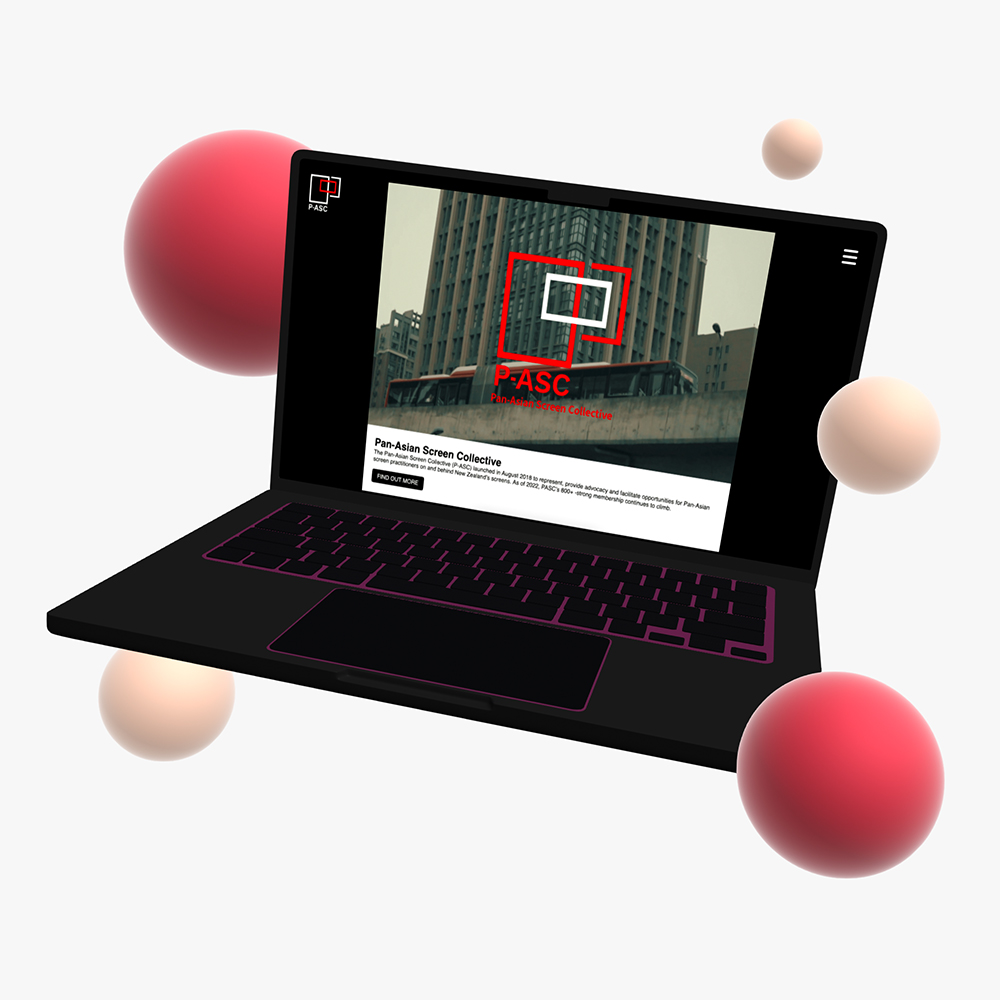 P-ASC
P-ASC
Pan-Asian Screen Collective
Pan-Asian Screen Collective
The Pan-Asian Screen Collective (P-ASC) launched in August 2018 to represent, provide advocacy and facilitate opportunities for Pan-Asian
screen practitioners on and behind New Zealand's screens. As of 2022, PASC's 800+ -strong membership continues to climb.
FIND OUT MORE